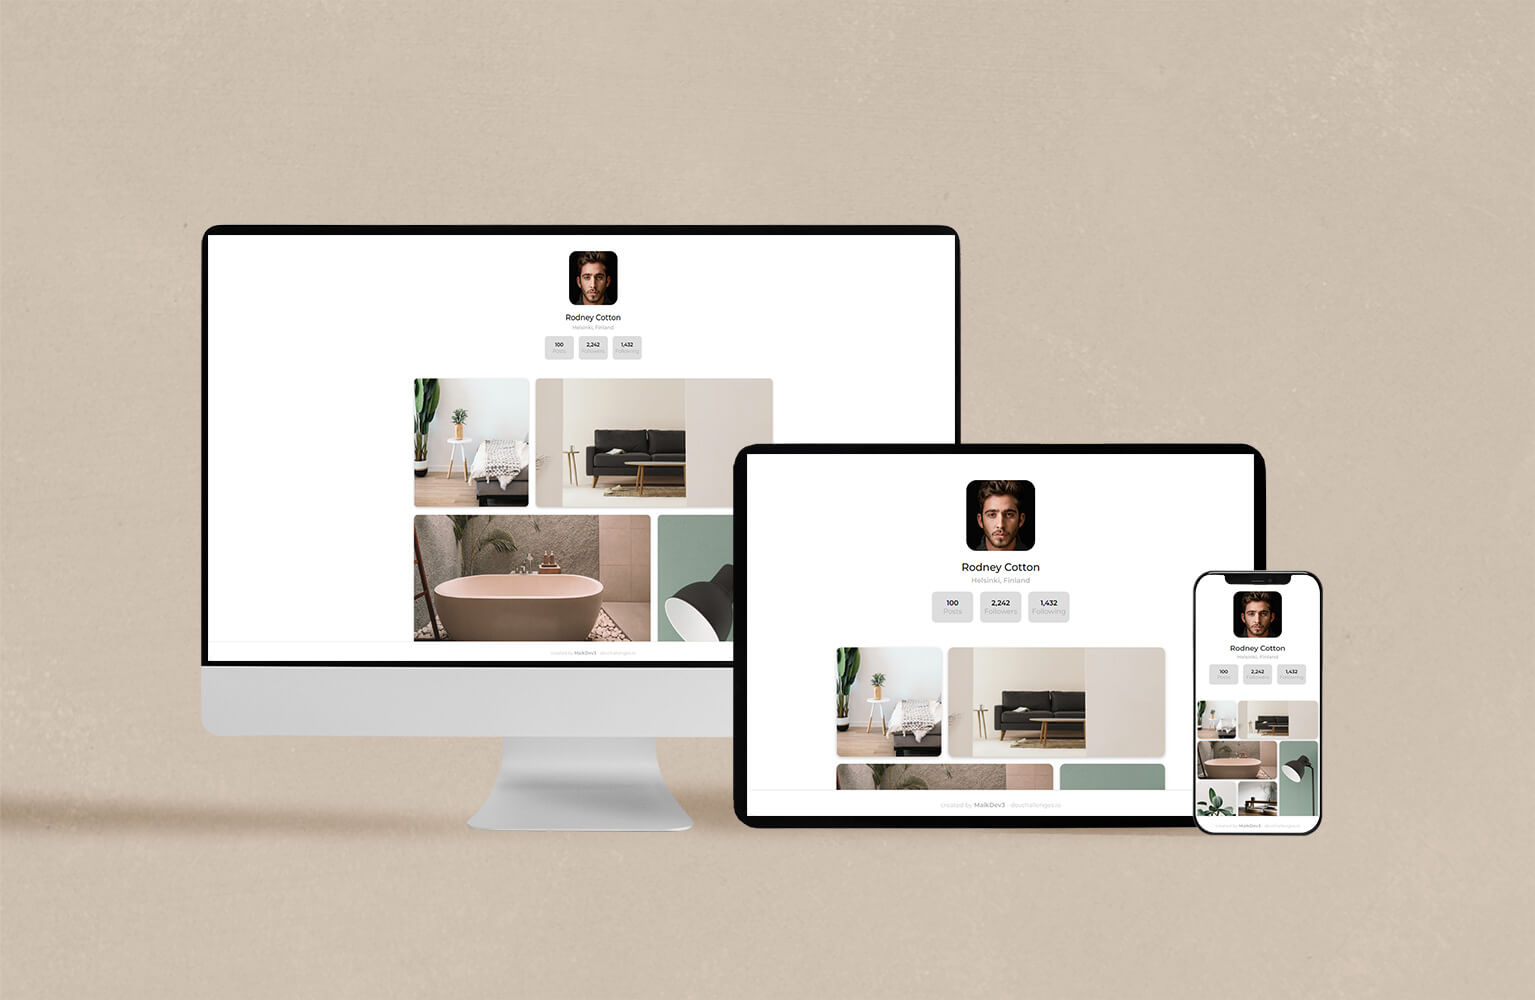 Rodney Cotton
Helsinki, Finland
100
Posts
2,242
Followers
1,432
Following
created by MaikDev3 - devchallenges.io
Rodney Cotton
Helsinki, Finland
100
Posts
2,242
Followers
1,432
Following
created by MaikDev3 - devchallenges.io
Rodney Cotton
Helsinki, Finland
100
Posts
2,242
Followers
1,432
Following
created by MaikDev3 - devchallenges.io